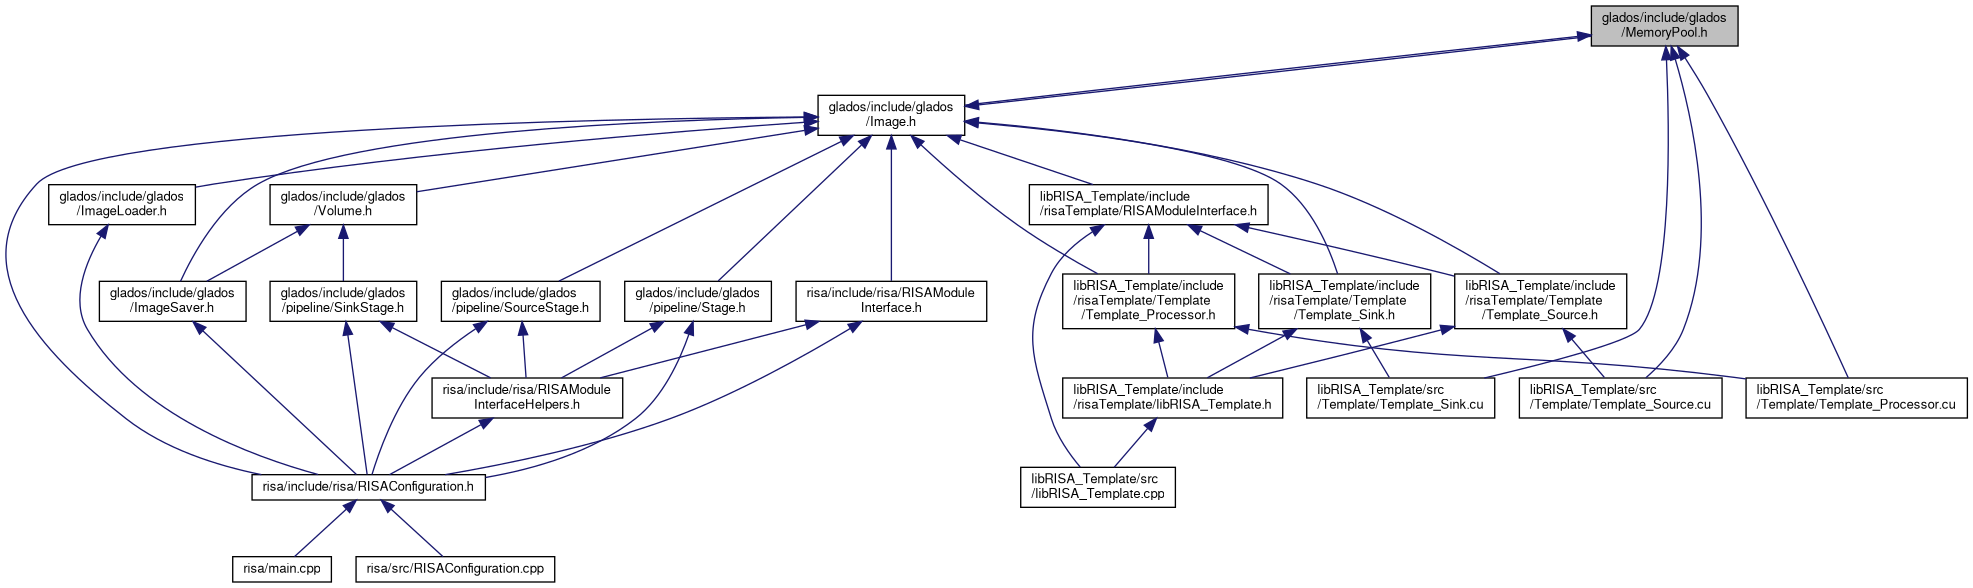 glados/include/glados
/MemoryPool.h
glados/include/glados
/Image.h
glados/include/glados
/ImageLoader.h
glados/include/glados
/Volume.h
libRISA_Template/include
/risaTemplate/RISAModuleInterface.h
glados/include/glados
/ImageSaver.h
glados/include/glados
/pipeline/SinkStage.h
glados/include/glados
/pipeline/SourceStage.h
glados/include/glados
/pipeline/Stage.h
risa/include/risa/RISAModule
Interface.h
libRISA_Template/include
/risaTemplate/Template
/Template_Processor.h
libRISA_Template/include
/risaTemplate/Template
/Template_Sink.h
libRISA_Template/include
/risaTemplate/Template
/Template_Source.h
risa/include/risa/RISAModule
InterfaceHelpers.h
libRISA_Template/include
/risaTemplate/libRISA_Template.h
libRISA_Template/src
/Template/Template_Sink.cu
libRISA_Template/src
/Template/Template_Source.cu
libRISA_Template/src
/Template/Template_Processor.cu
risa/include/risa/RISAConfiguration.h
libRISA_Template/src
/libRISA_Template.cpp
risa/main.cpp
risa/src/RISAConfiguration.cpp